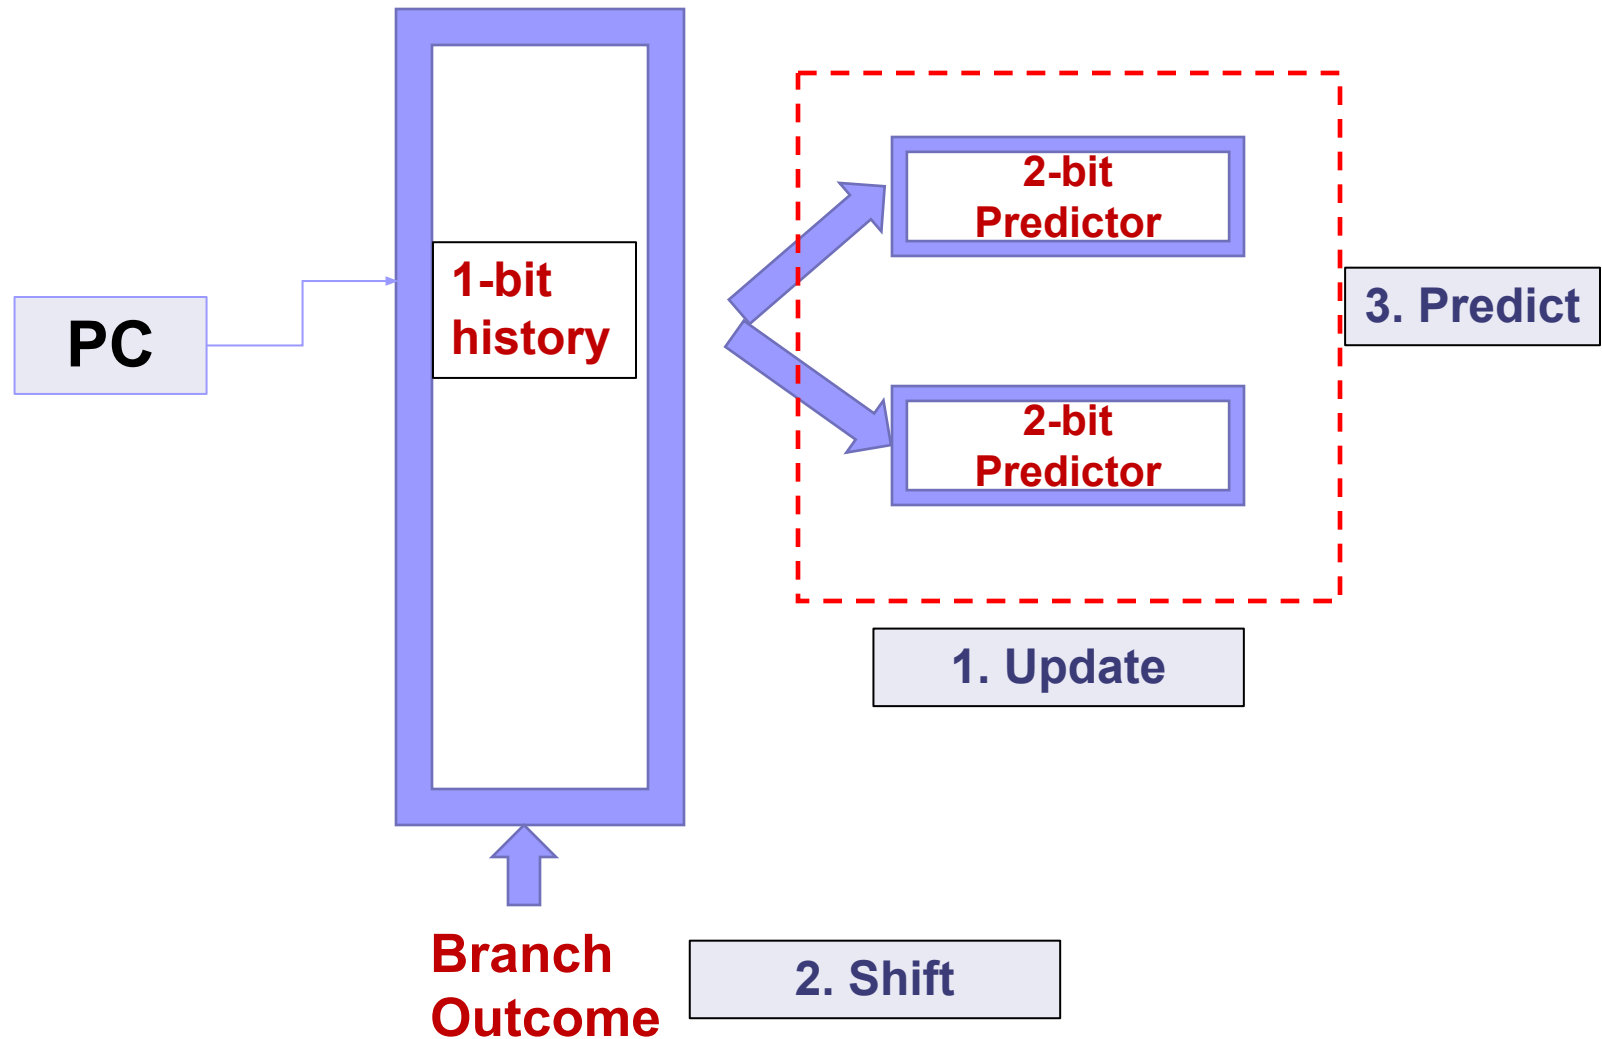 PC
1-bit
history
2-bit
Predictor
2-bit
Predictor
3. Predict
1. Update
Branch
Outcome
2. Shift